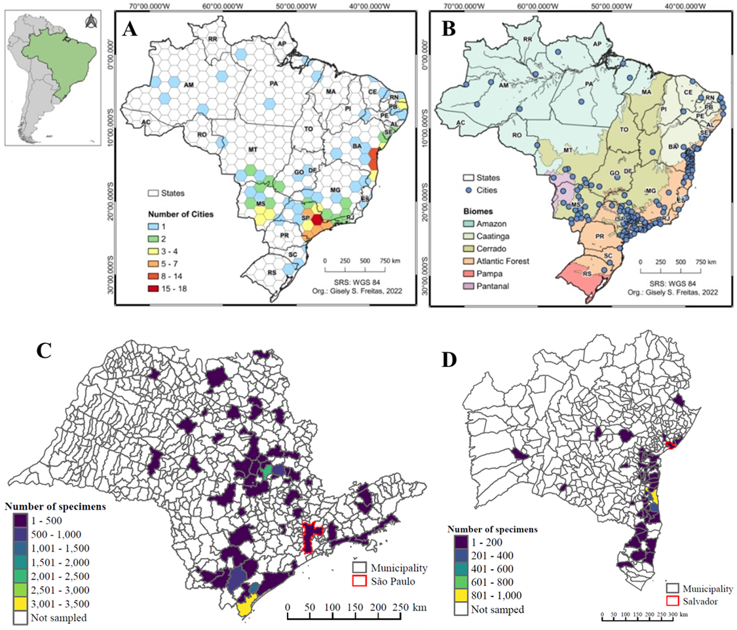 A
70°00'.000"W 60°00'.000"W 50°00'.000"W 40°00'.000"W
0°00'.000"
10°00'.000"S
20°00'.000"S
30°00'.000"S
RR
AP
AM
PA
MA
CE
RN
PB
PE
AL
SE
PI
AC
RO
TO
BA
MT
GO
DF
MG
ES
MS
SP
RJ
PR
SC
RS
States
Number of Cities
1
2
3 - 4
5 - 7
8 - 14
15 - 18
0 250 500 750 km
SRS: WGS 84
Org.: Gisely S. Freitas, 2022
B
70°00'.000"W 60°00'.000"W 50°00'.000"W 40°00'.000"W
0°00'.000"
10°00'.000"S
20°00'.000"S
30°00'.000"S
RR
AP
AM
PA
MA
CE
RN
PB
PE
AL
SE
PI
AC
RO
TO
BA
MT
GO
DF
MG
ES
MS
PR
SC
RS
States
Cities
Biomes
Amazon
Caatinga
Cerrado
Atlantic Forest
Pampa
Pantanal
0 250 500 750 km
SRS: WGS 84
Org.: Gisely S. Freitas, 2022
C
Number of specimens
1 - 500
500 - 1,000
1,001 - 1,500
1,501 - 2,000
2,001 - 2,500
2,501 - 3,000
3,001 - 3,500
Not sampled
Municipality
São Paulo
0 50 100 150 200 250 km
D
Number of specimens
1 - 200
201 - 400
401 - 600
601 - 800
801 - 1,000
Not samped
Municipality
Salvador
0 50 100 150 200 250 300 km